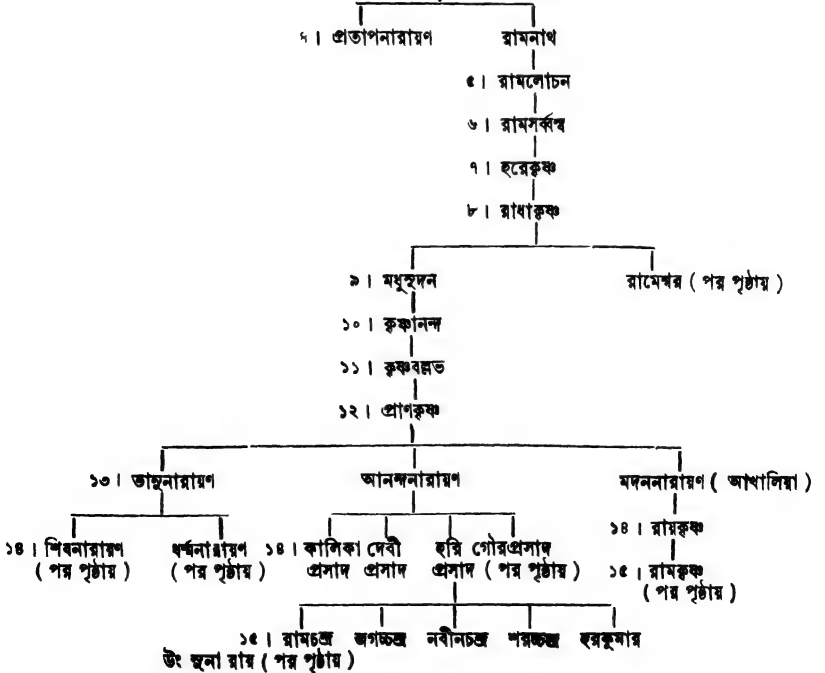 ৪। প্রতাপনারায়ণ রামনাথ
৫। রামলোচন
৬। রামসর্ব্বস্ব
৭। হরেকৃষ্ণ
৮। রাধাকৃষ্ণ
৯। মধুসূদন রামেশ্বর ( পর পৃষ্ঠায় )
১০। কৃষ্ণানন্দ
১১। কৃষ্ণবল্লভ
১২। প্রাণকৃষ্ণ
১৩। ভানুনারায়ণ আনন্দনারায়ণ মদননারায়ণ ( আখালিয়া )
১৪। রায়কৃষ্ণ
১৪। শিবনারায়ণ ধর্ম্মনারায়ণ ১৪। কালিকা দেবী হরি গৌরপ্রসাদ
( পর পৃষ্ঠায় ) ( পর পৃষ্ঠায় ) প্রসাদ প্রসাদ প্রসাদ ( পর পৃষ্ঠায় )
১৫। রামকৃষ্ণ
( পর পৃষ্ঠায় )
১৫। রামচন্দ্র জগচ্চন্দ্র নবীনচন্দ্র শরচ্চন্দ্র হরকুমার
উং সুনা রায় ( পর পৃষ্ঠায় )